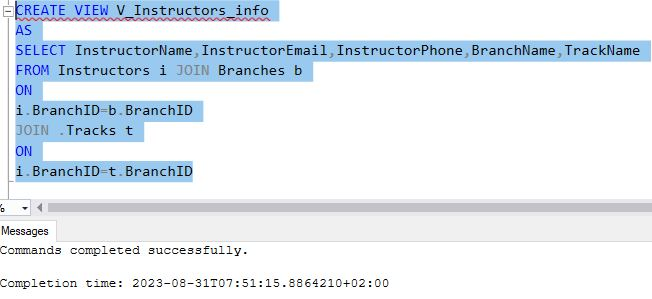 CREATE VIEW V_Instructors_info
AS
SELECT InstructorName,InstructorEmail,InstructorPhone,BranchName,TrackName
FROM Instructors i JOIN Branches b
ON
i.BranchID=b.BranchID
JOIN .Tracks t
ON
i.BranchID=t.BranchID
%
Messages
Commands completed successfully.
Completion time: 2023-08-31T07:51:15.8864210+02:00